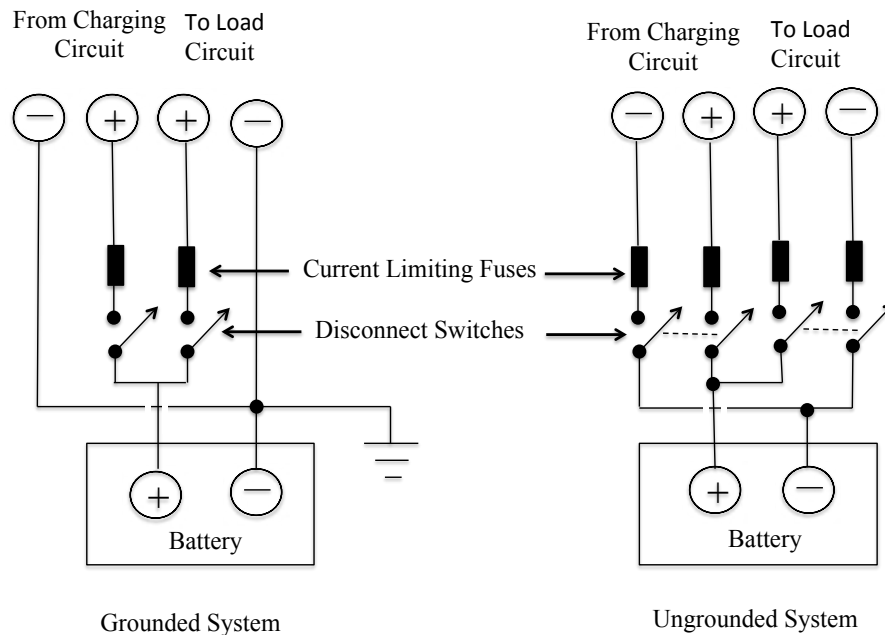 From Charging
Circuit
To Load
Circuit
From Charging
Circuit
To Load
Circuit
− + + −
− + + −
Current Limiting Fuses
Disconnect Switches
+ −
Battery
+ −
Battery
Grounded System
Ungrounded System